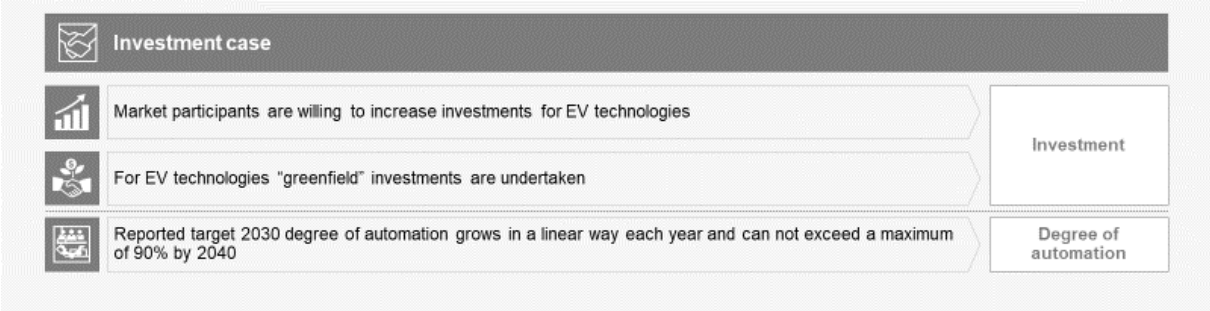 Investment case
Market participants are willing to increase investments for EV technologies
Investment
For EV technologies "greenfield" investments are undertaken
Reported target 2030 degree of automation grows in a linear way each year and can not exceed a maximum
of 90% by 2040
Degree of
automation